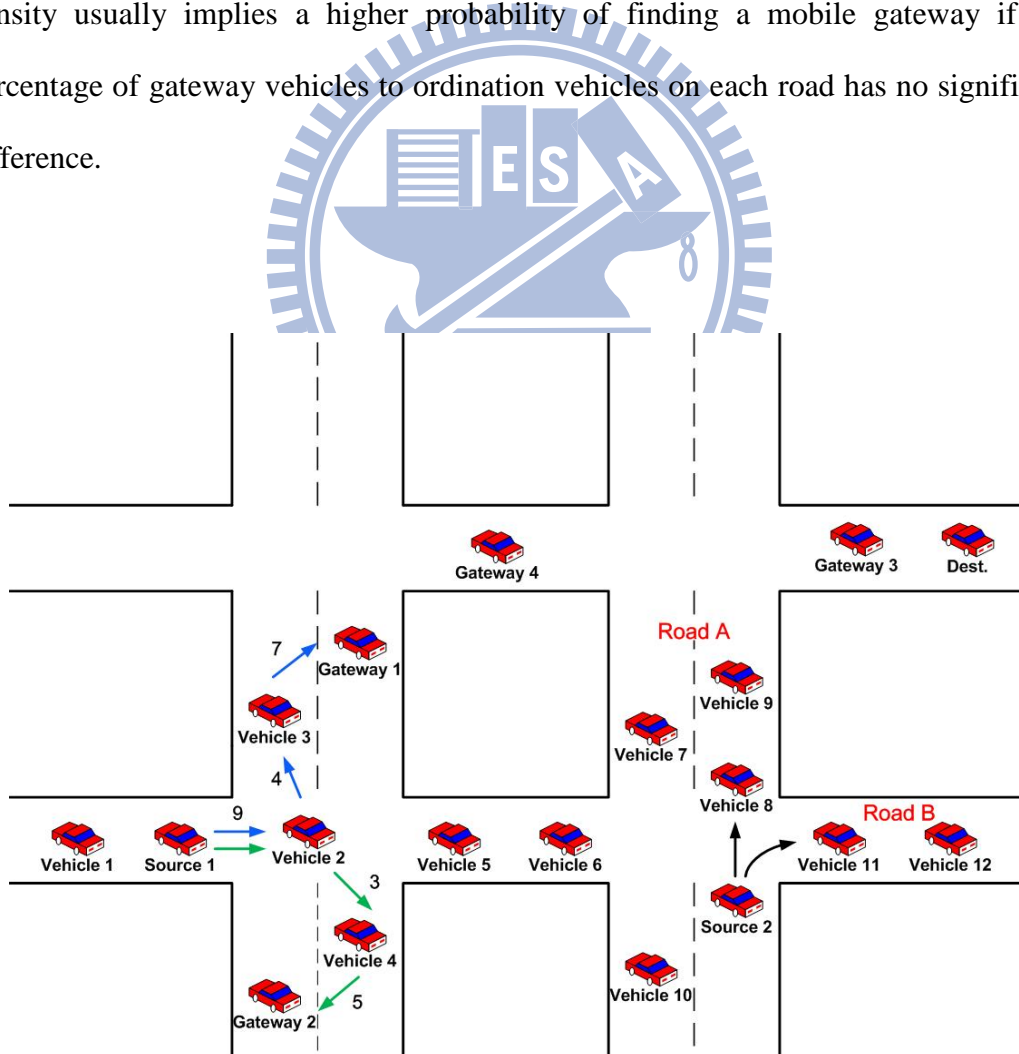 nsity usually implies a higher probability of finding a mobile gateway if
rcentage of gateway vehicles to ordination vehicles on each road has no signifi
fference.
E S A
8
Gateway 4
Gateway 3
Dest.
Road A
7
Gateway 1
Vehicle 9
Vehicle 3
Vehicle 7
4
Vehicle 8
9
Road B
Vehicle 1
Source 1
Vehicle 2
Vehicle 5
Vehicle 6
Vehicle 11
Vehicle 12
3
Source 2
Vehicle 4
Vehicle 10
5
Gateway 2